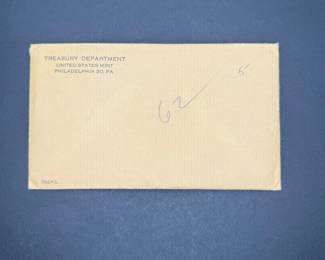 TREASURY DEPARTMENT
UNITED STATES MINT
PHILADELPHIA 30, PA.
62 5